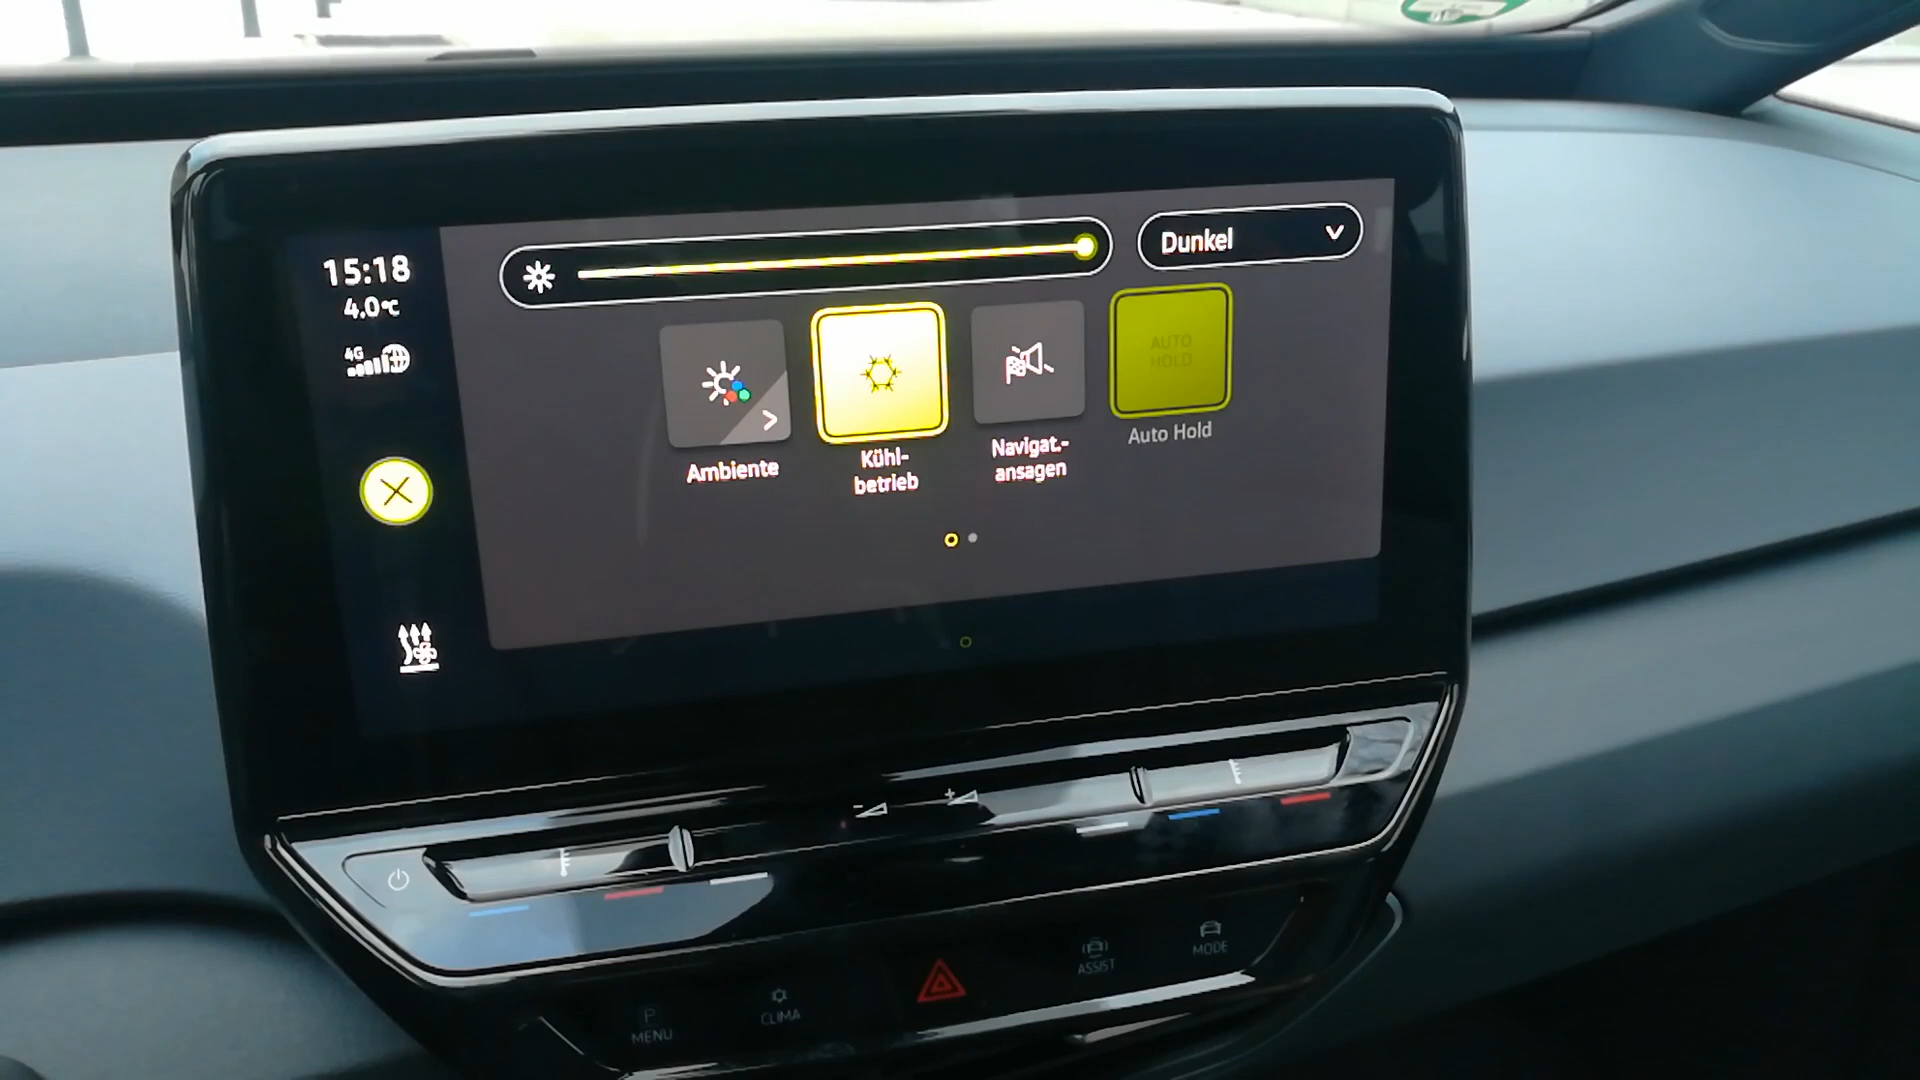 15:18
4.0°C
4G
Dunkel
Ambiente
Kühl-
betrieb
Navigat.-
ansagen
AUTO
HOLD
Auto Hold
P
MENU
CLIMA
ASSIST
MODE